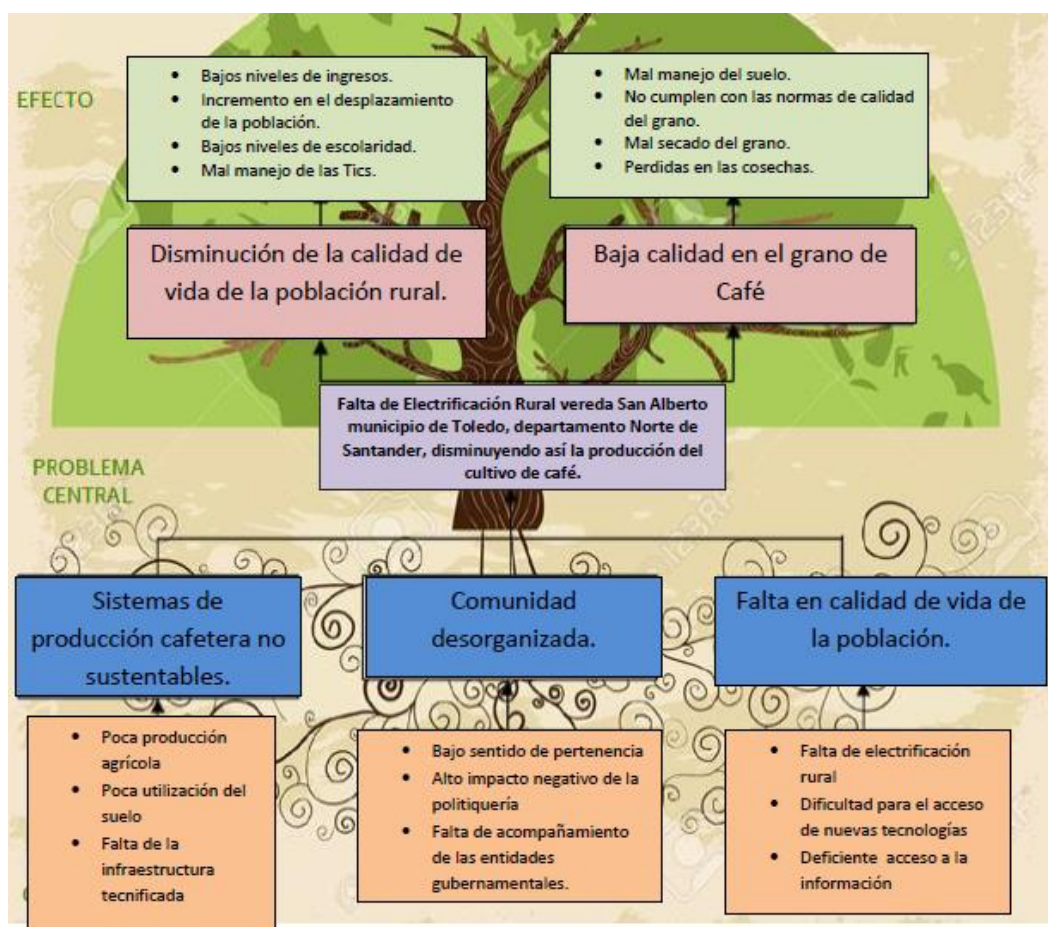 EFECTO
• Bajos niveles de ingresos.
• Incremento en el desplazamiento
de la población.
• Bajos niveles de escolaridad.
• Mal manejo de las Tics.
• Mal manejo del suelo.
• No cumplen con las normas de calidad
del grano.
• Mal secado del grano.
• Perdidas en las cosechas.
Disminución de la calidad de
vida de la población rural.
Baja calidad en el grano de
Café
Falta de Electrificación Rural vereda San Alberto
municipio de Toledo, departamento Norte de
Santander, disminuyendo así la producción del
cultivo de café.
PROBLEMA
CENTRAL
Sistemas de
producción cafetera no
sustentables.
Comunidad
desorganizada.
Falta en calidad de vida de
la población.
• Poca producción
agrícola
• Poca utilización del
suelo
• Falta de la
infraestructura
tecnificada
• Bajo sentido de pertenencia
• Alto impacto negativo de la
politiquería
• Falta de acompañamiento
de las entidades
gubernamentales.
• Falta de electrificación
rural
• Dificultad para el acceso
de nuevas tecnologías
• Deficiente acceso a la
información
123RF
123RF
123RF